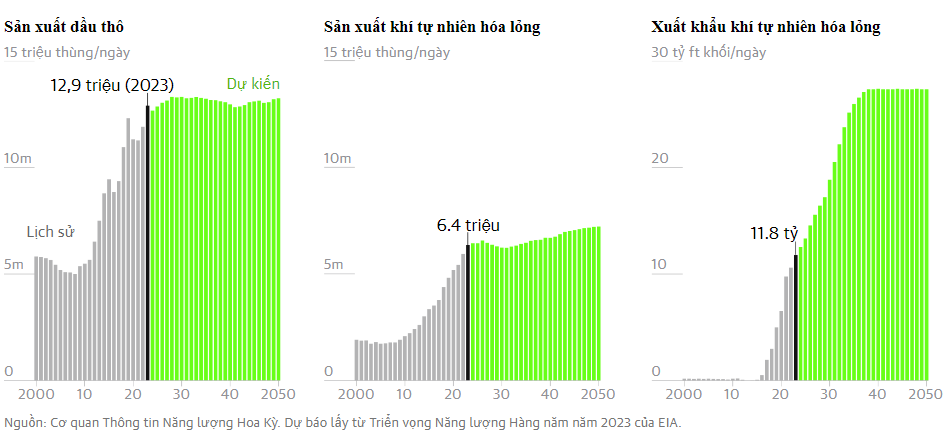 Sản xuất dầu thô
15 triệu thùng/ngày
12,9 triệu (2023)
Dự kiến
10m
Lịch sử
5m
0
2000 10 20 30 40 2050
Sản xuất khí tự nhiên hóa lỏng
15 triệu thùng/ngày
10m
6.4 triệu
5m
0
2000 10 20 30 40 2050
Xuất khẩu khí tự nhiên hóa lỏng
30 tỷ ft khối/ngày
20
11.8 tỷ
10
0
2000 10 20 30 40 2050
Nguồn: Cơ quan Thông tin Năng lượng Hoa Kỳ. Dự báo lấy từ Triển vọng Năng lượng Hàng năm năm 2023 của EIA.